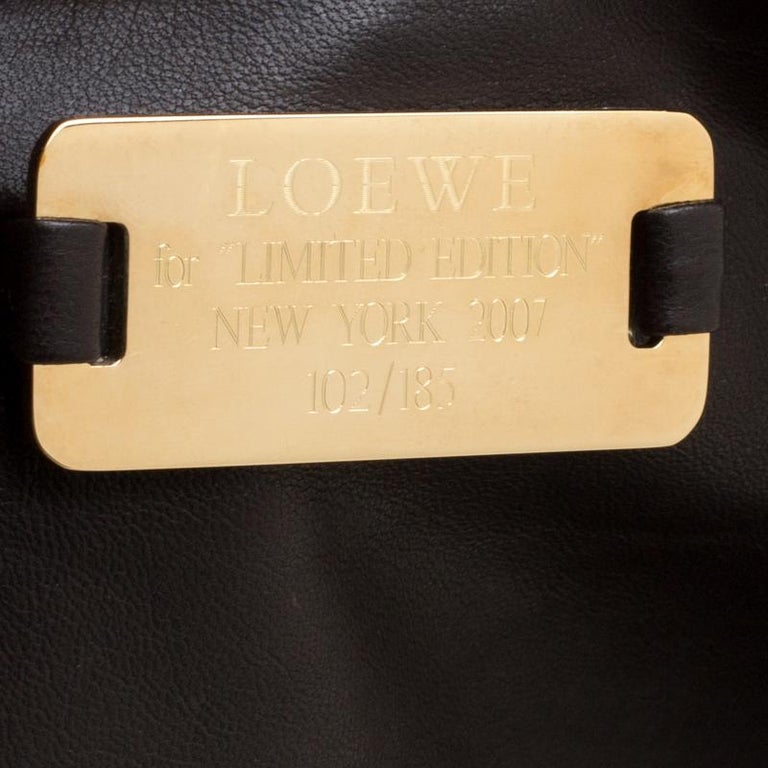 LOEWE
for "LIMITED EDITION"
NEW YORK 2007
102/185